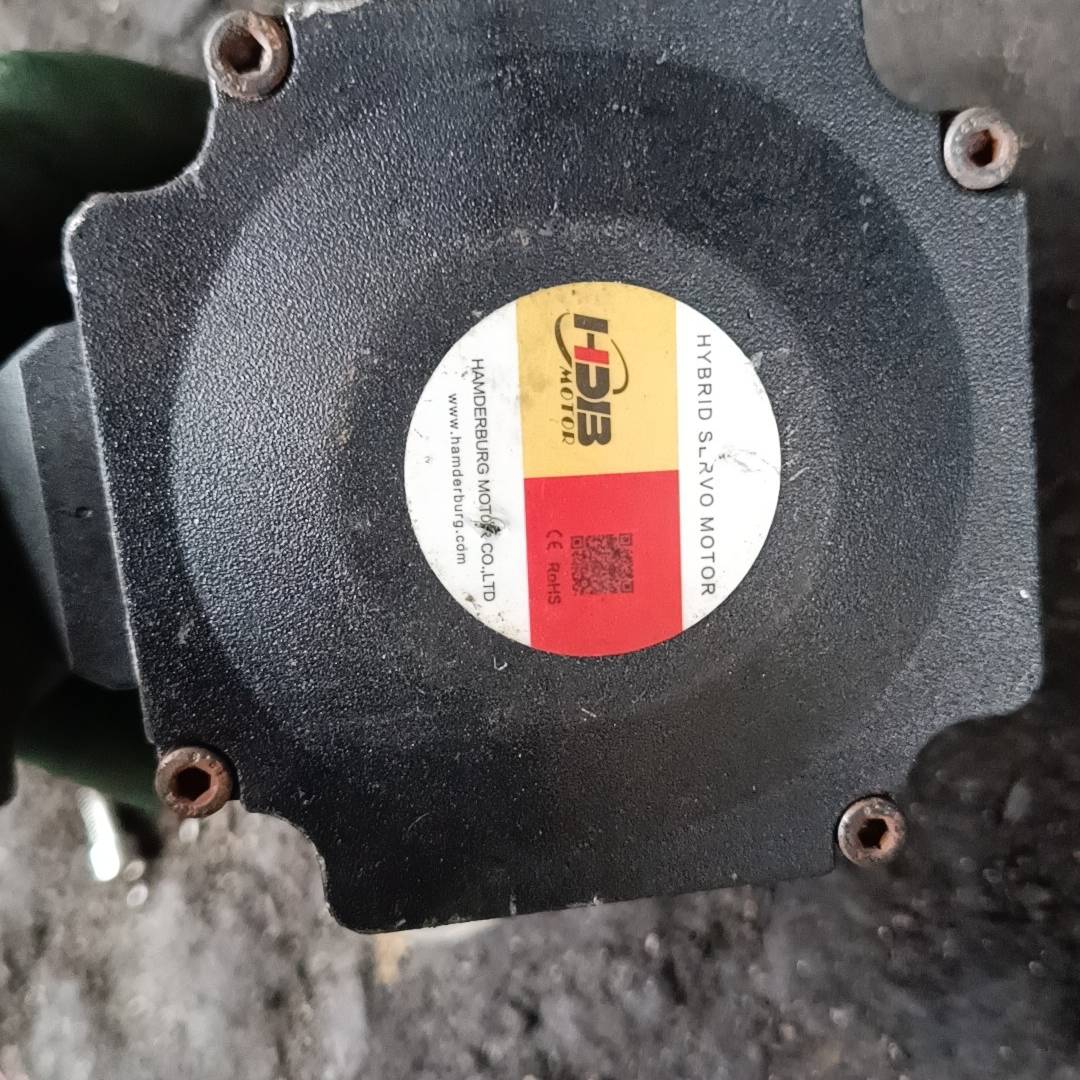 HYBRID SERVO MOTOR
HDB
MOTOR
CE RoHS
HAMDERBURG MOTOR CO.,LTD
www.hamderburg.com